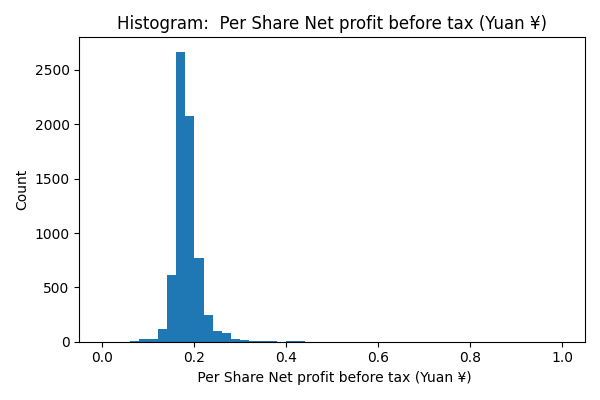 Histogram:  Per Share Net profit before tax (Yuan ¥)
Count
2500
2000
1500
1000
500
0
0.0 0.2 0.4 0.6 0.8 1.0
Per Share Net profit before tax (Yuan ¥)